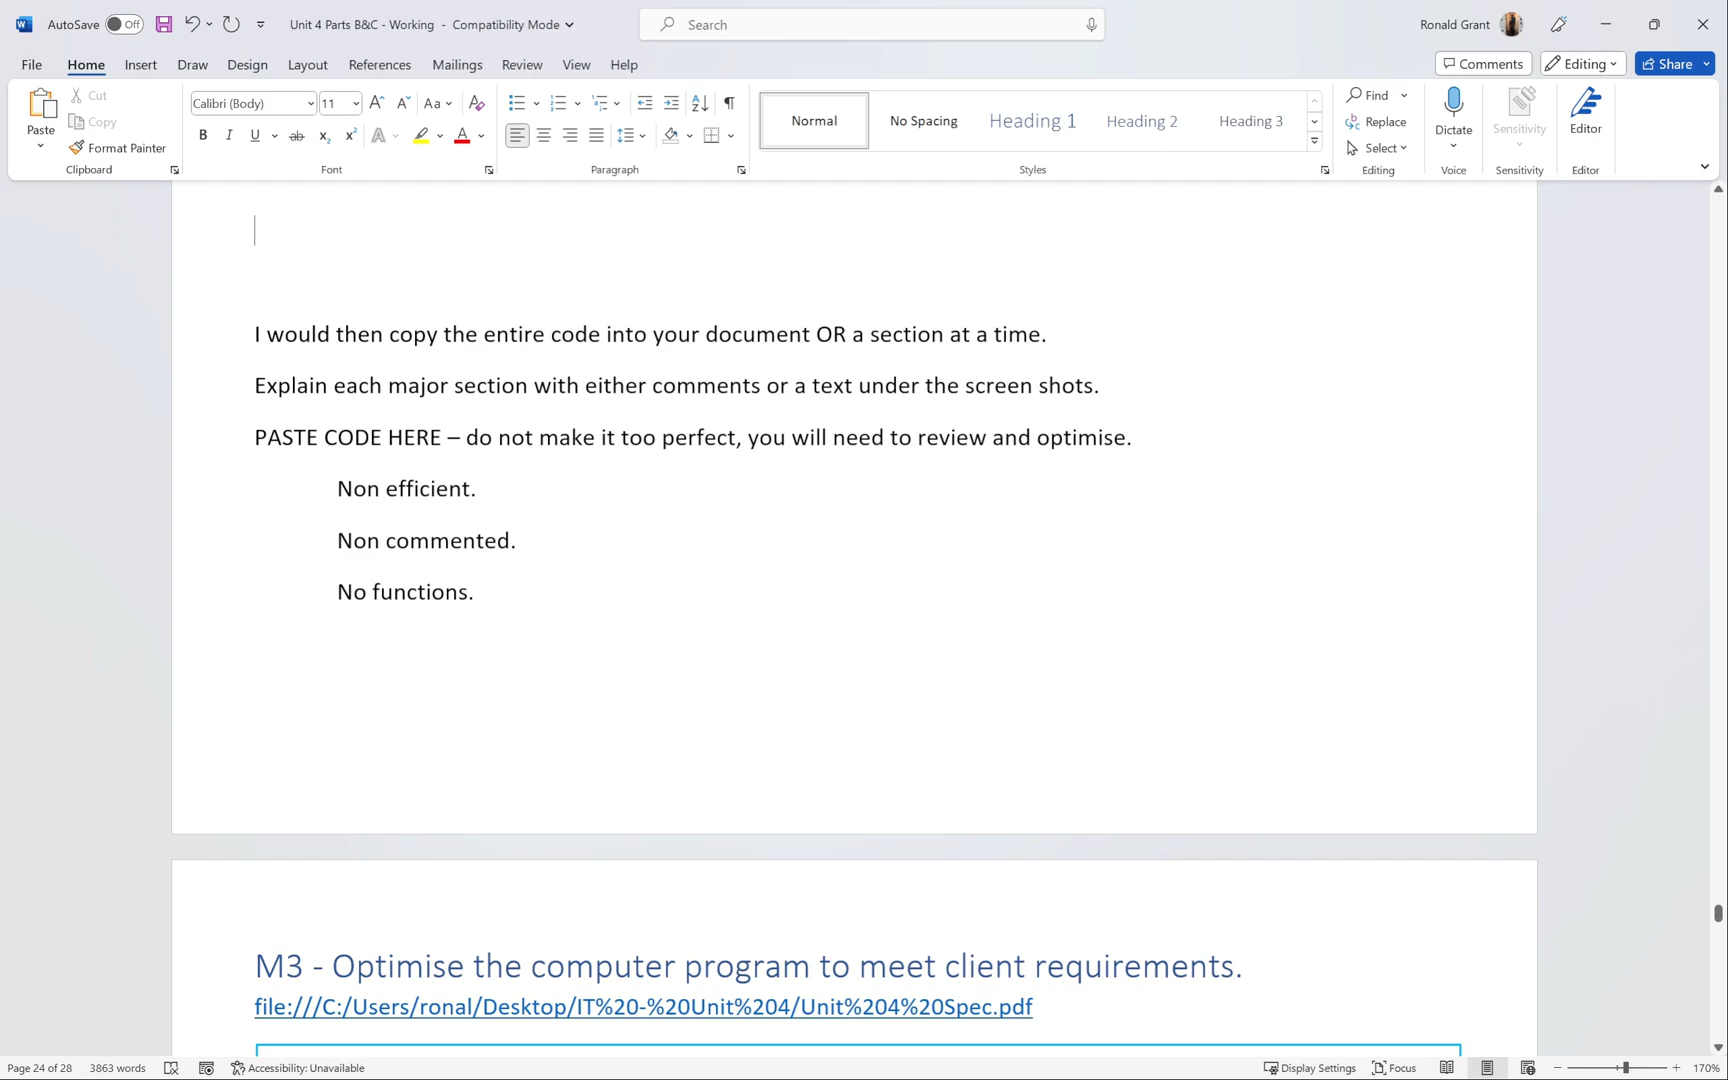 AutoSave Off Unit 4 Parts B&C - Working - Compatibility Mode Search Ronald Grant
File Home Insert Draw Design Layout References Mailings Review View Help Comments Editing Share
Paste Cut Copy Format Painter Clipboard
Calibri (Body) 11 Aa Font
Paragraph
Normal No Spacing Heading 1 Heading 2 Heading 3 Styles
Find Replace Select Editing
Dictate Voice
Sensitivity Sensitivity
Editor Editor
I would then copy the entire code into your document OR a section at a time.
Explain each major section with either comments or a text under the screen shots.
PASTE CODE HERE – do not make it too perfect, you will need to review and optimise.
Non efficient.
Non commented.
No functions.
M3 - Optimise the computer program to meet client requirements.
file:///C:/Users/ronal/Desktop/IT%20-%20Unit%204/Unit%204%20Spec.pdf
Page 24 of 28 3863 words Accessibility: Unavailable Display Settings Focus 170%